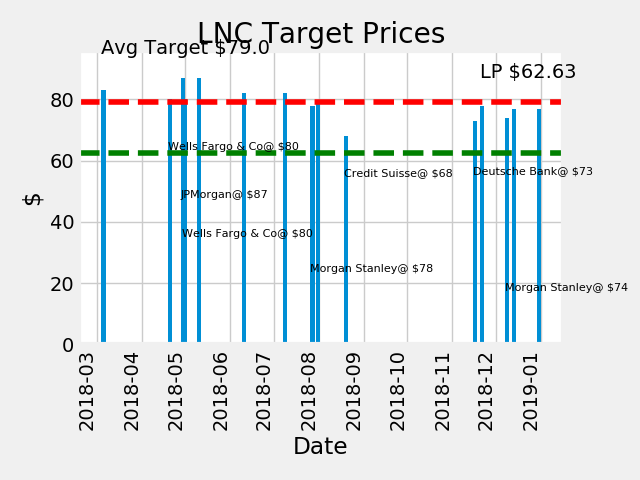 LNC Target Prices
Avg Target $79.0
LP $62.63
80
60
40
20
0
$
Wells Fargo & Co@ $80
JPMorgan@ $87
Wells Fargo & Co@ $80
Credit Suisse@ $68
Deutsche Bank@ $73
Morgan Stanley@ $78
Morgan Stanley@ $74
2018-03
2018-04
2018-05
2018-06
2018-07
2018-08
2018-09
2018-10
2018-11
2018-12
2019-01
Date